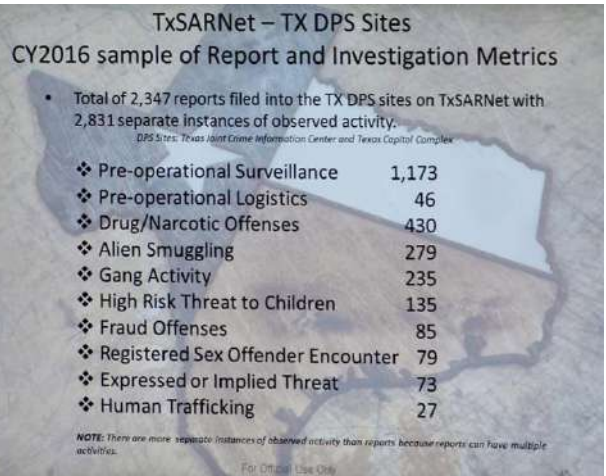 TxSARNet – TX DPS Sites
CY2016 sample of Report and Investigation Metrics
• Total of 2,347 reports filed into the TX DPS sites on TxSARNet with
2,831 separate instances of observed activity.
DPS Sites: Texas Joint Crime Information Center and Texas Capitol Complex
❖ Pre-operational Surveillance 1,173
❖ Pre-operational Logistics 46
❖ Drug/Narcotic Offenses 430
❖ Alien Smuggling 279
❖ Gang Activity 235
❖ High Risk Threat to Children 135
❖ Fraud Offenses 85
❖ Registered Sex Offender Encounter 79
❖ Expressed or Implied Threat 73
❖ Human Trafficking 27
NOTE: There are more separate instances of observed activity than reports because reports can have multiple
activities.
For Official Use Only